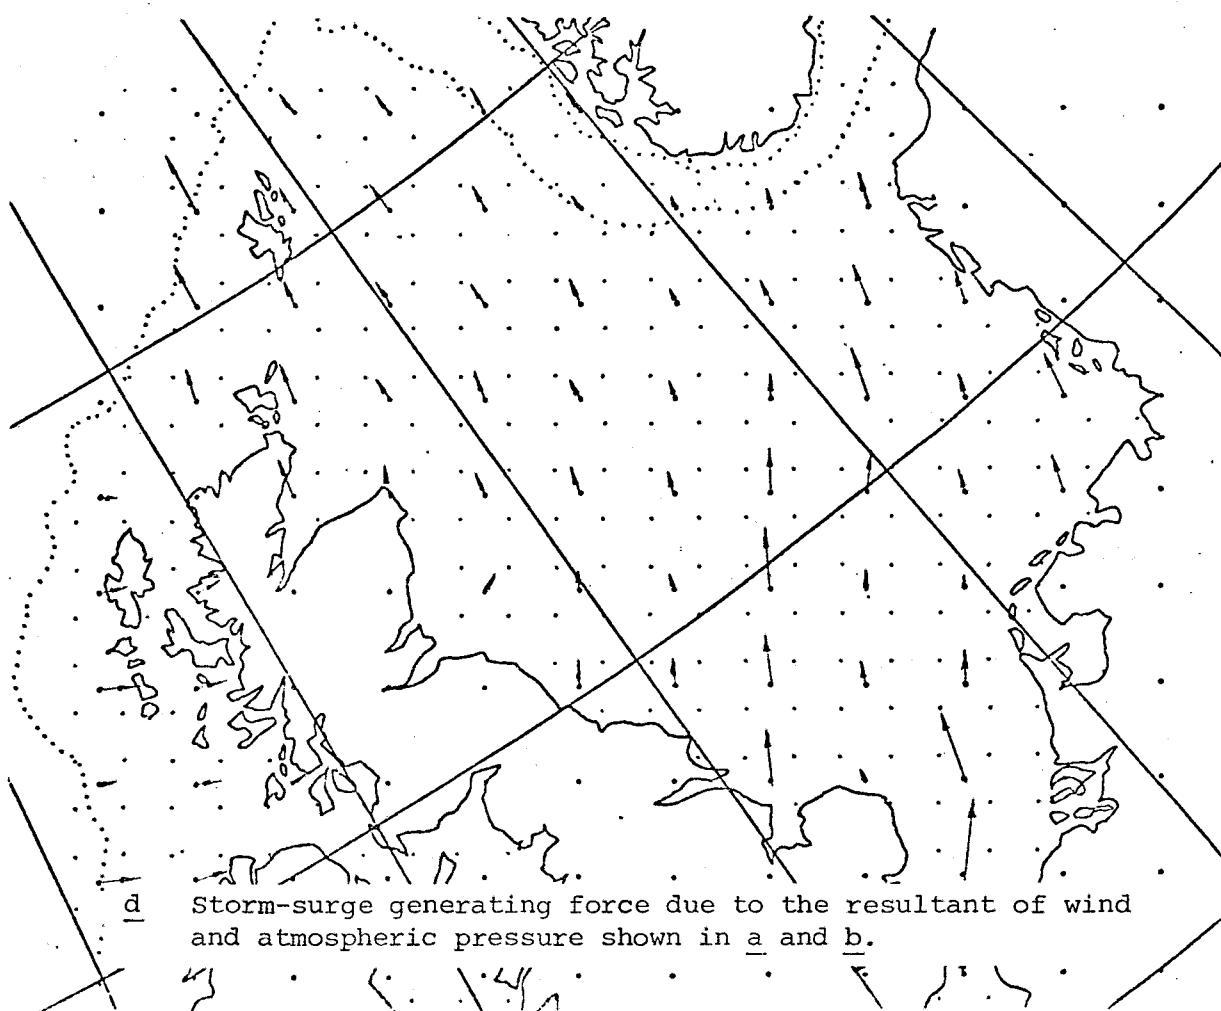 d Storm-surge generating force due to the resultant of wind
and atmospheric pressure shown in a and b.